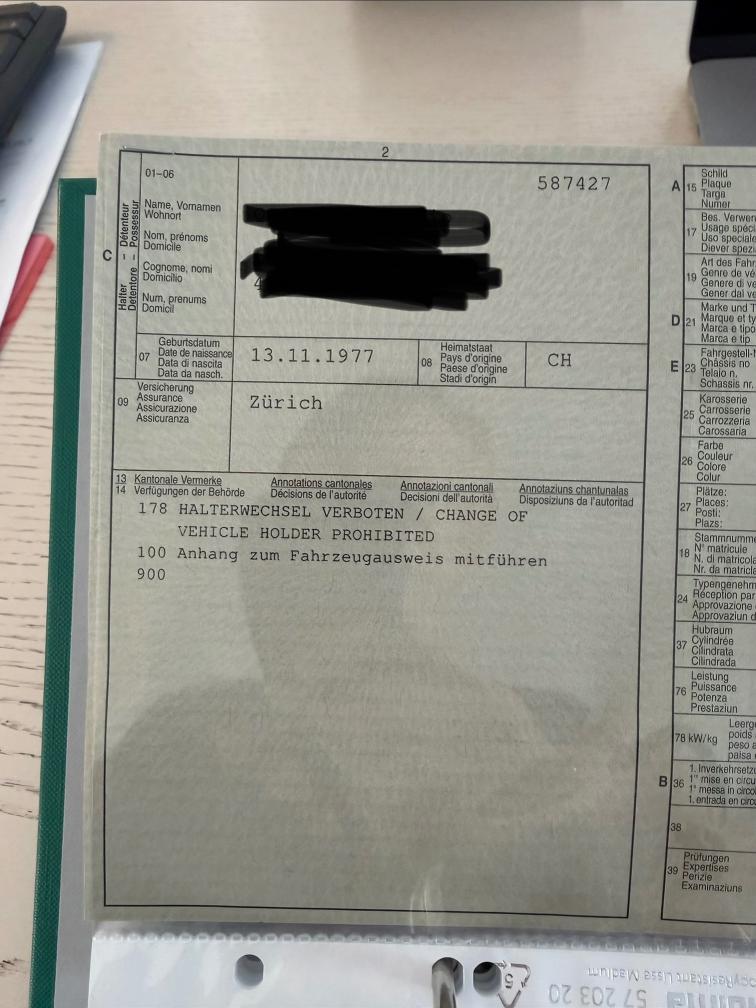 2
C
Halter - Détenteur
Detentore - Possessur
01–06
587427
Name, Vornamen
Wohnort
Nom, prénoms
Domicile
Cognome, nomi
Domicilio
Num, prenums
Domicil
4
07
Geburtsdatum
Date de naissance
Data di nascita
Data da nasch.
13.11.1977
08
Heimatstaat
Pays d'origine
Paese d'origine
Stadi d'origin
CH
09
Versicherung
Assurance
Assicurazione
Assicuranza
Zürich
13 Kantonale Vermerke Annotations cantonales Annotazioni cantonali Annotaziuns chantunalas
14 Verfügungen der Behörde Décisions de l'autorité Decisioni dell'autorità Disposiziuns da l'autoritad
178 HALTERWECHSEL VERBOTEN / CHANGE OF
VEHICLE HOLDER PROHIBITED
100 Anhang zum Fahrzeugausweis mitführen
900
A 15
Schild
Plaque
Targa
Numer
17
Bes. Verwen
Usage spéci
Uso speciale
Diever spezi
19
Art des Fahr
Genre de vé
Genere di ve
Gener dal ve
D 21
Marke und T
Marque et ty
Marca e tipo
Marca e tip
E 23
Fahrgestell-N
Châssis no
Telaio n.
Schassis nr.
25
Karosserie
Carrosserie
Carrozzeria
Carossaria
26
Farbe
Couleur
Colore
Colur
27
Plätze:
Places:
Posti:
Plazs:
18
Stammnumme
N° matricule
N. di matricola
Nr. da matricla
24
Typengenehm
Réception par
Approvazione
Approvaziun d
37
Hubraum
Cylindrée
Cilindrata
Cilindrada
76
Leistung
Puissance
Potenza
Prestaziun
78 kW/kg
Leerg
poids
peso a
paisa
B 36
1. Inverkehrsetzu
1re mise en circu
1a messa in circo
1. entrada en circ
38
39
Prüfungen
Expertises
Perizie
Examinaziuns
5
57 203 20